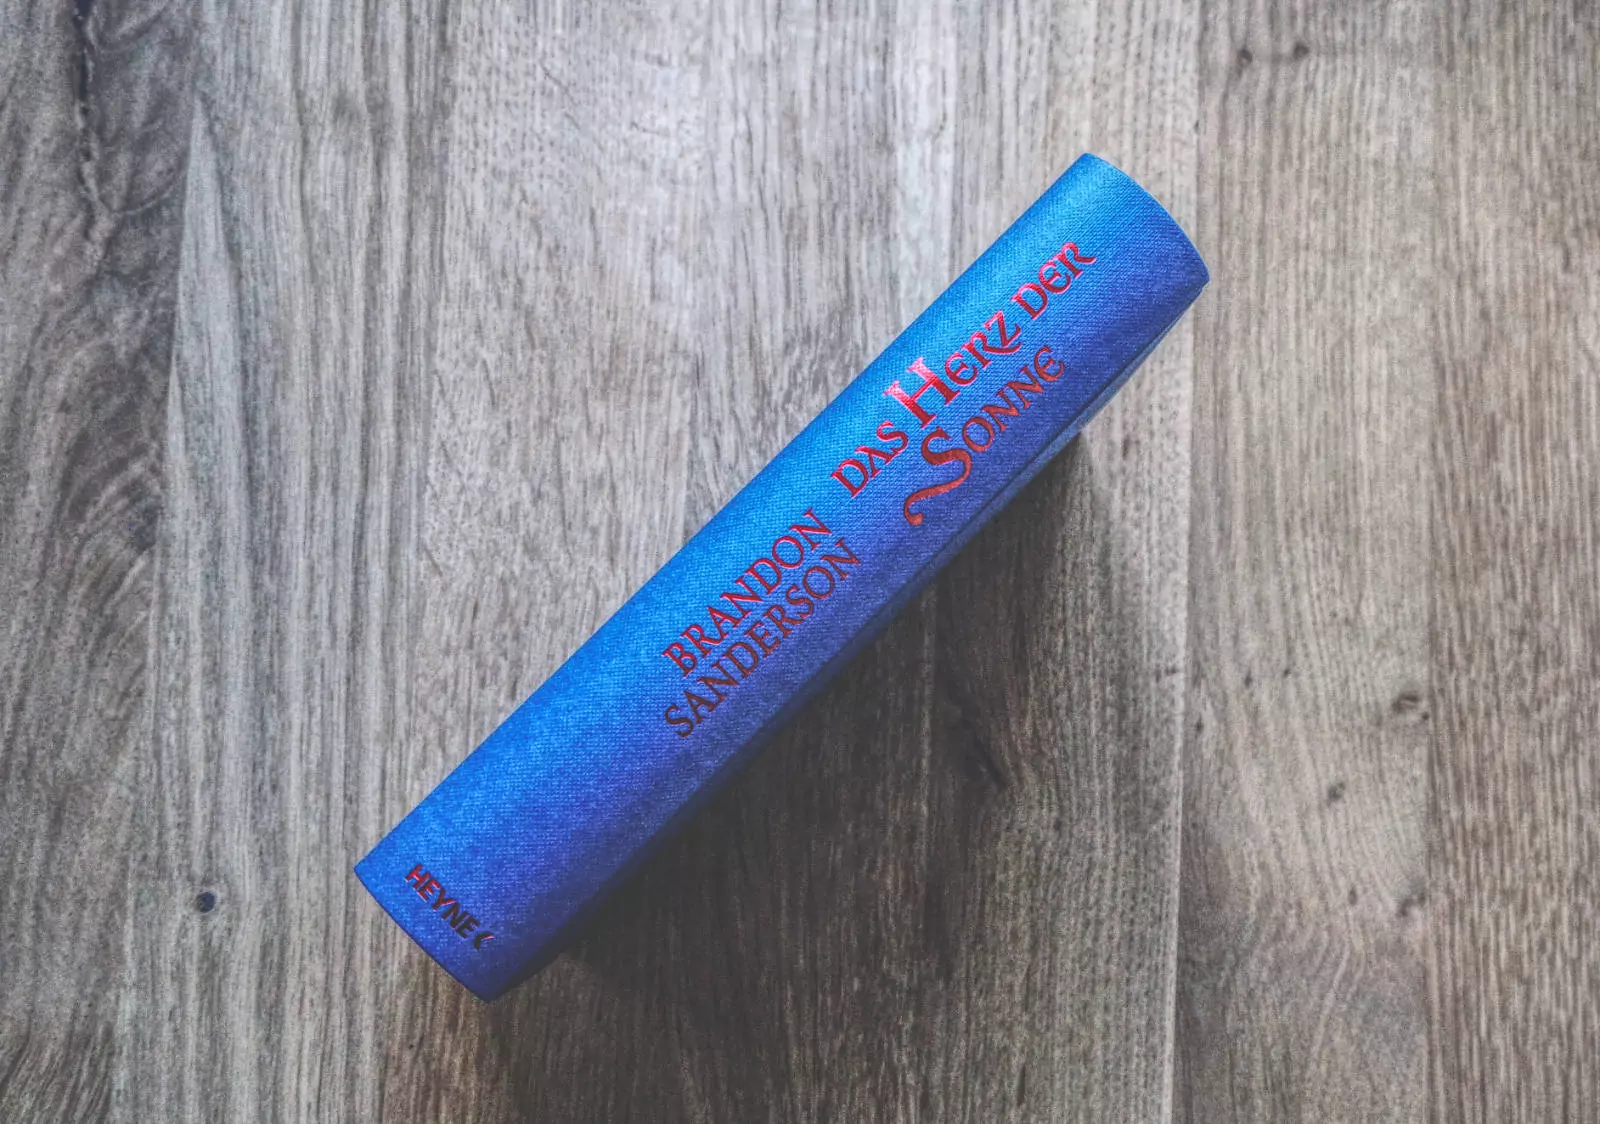 DAS HERZ DER
SONNE
BRANDON
SANDERSON
HEYNE